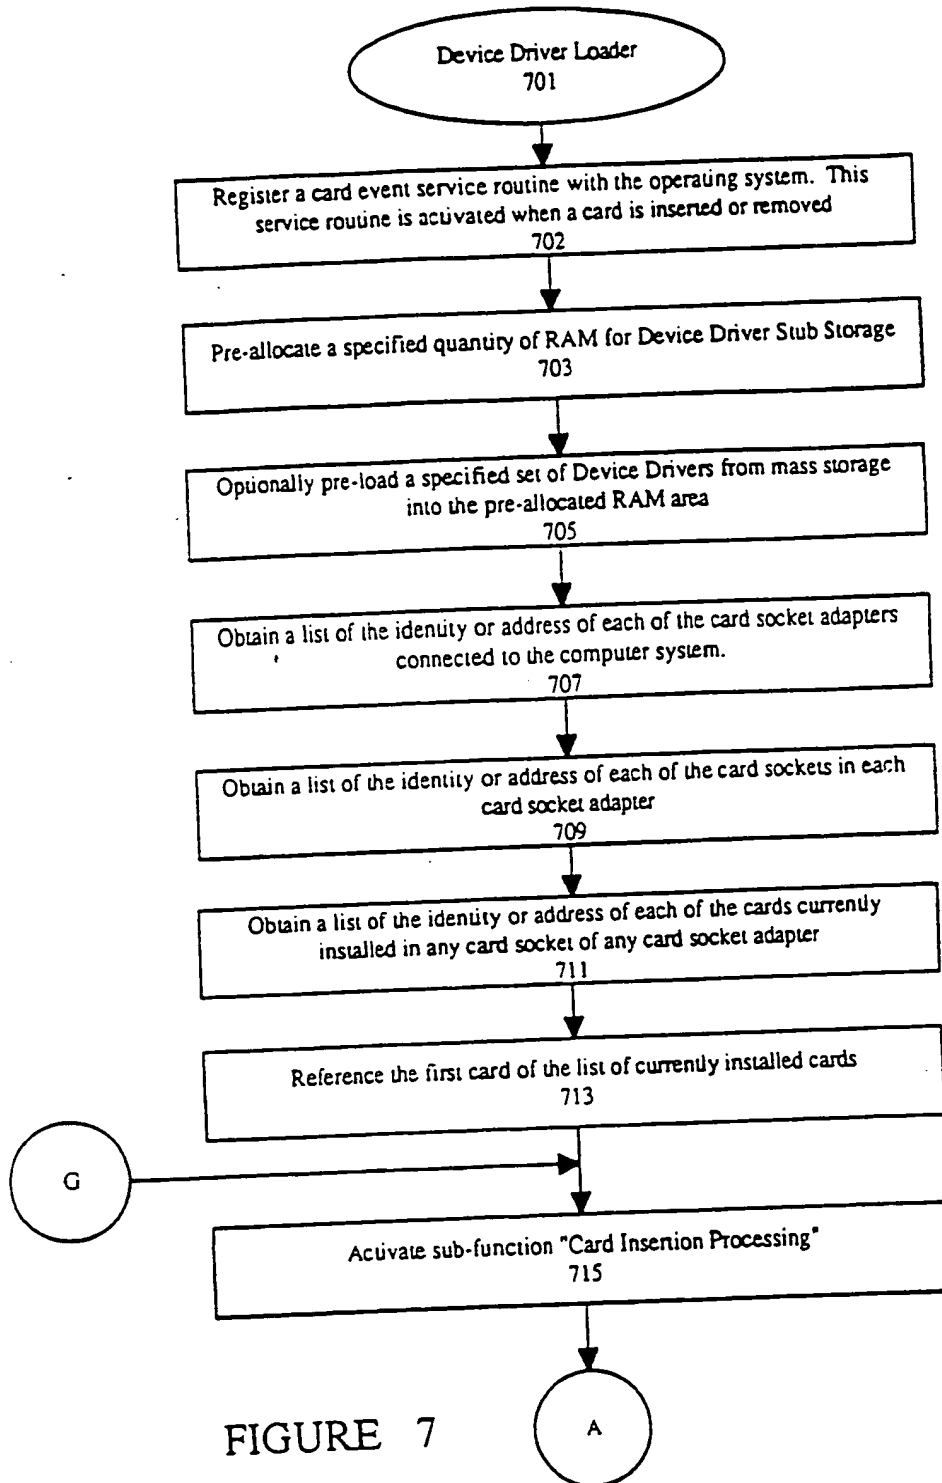 Device Driver Loader
701
Register a card event service routine with the operating system. This
service routine is activated when a card is inserted or removed
702
Pre-allocate a specified quantity of RAM for Device Driver Stub Storage
703
Optionally pre-load a specified set of Device Drivers from mass storage
into the pre-allocated RAM area
705
Obtain a list of the identity or address of each of the card socket adapters
connected to the computer system.
707
Obtain a list of the identity or address of each of the card sockets in each
card socket adapter
709
Obtain a list of the identity or address of each of the cards currently
installed in any card socket of any card socket adapter
711
Reference the first card of the list of currently installed cards
713
G
Activate sub-function "Card Insertion Processing"
715
A
FIGURE 7